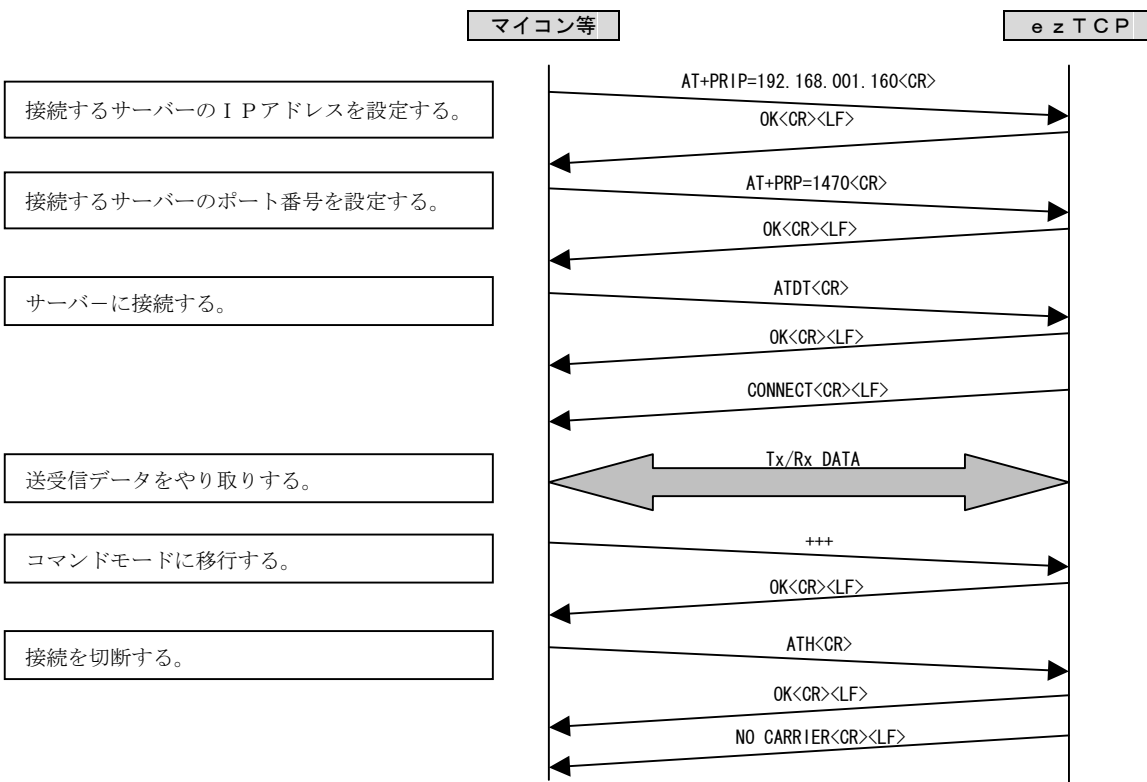 マイコン等
ｅｚＴＣＰ
AT+PRIP=192.168.001.160<CR>
接続するサーバーのＩＰアドレスを設定する。
OK<CR><LF>
AT+PRP=1470<CR>
接続するサーバーのポート番号を設定する。
OK<CR><LF>
ATDT<CR>
サーバ－に接続する。
OK<CR><LF>
CONNECT<CR><LF>
Tx/Rx DATA
送受信データをやり取りする。
+++
コマンドモードに移行する。
OK<CR><LF>
ATH<CR>
接続を切断する。
OK<CR><LF>
NO CARRIER<CR><LF>